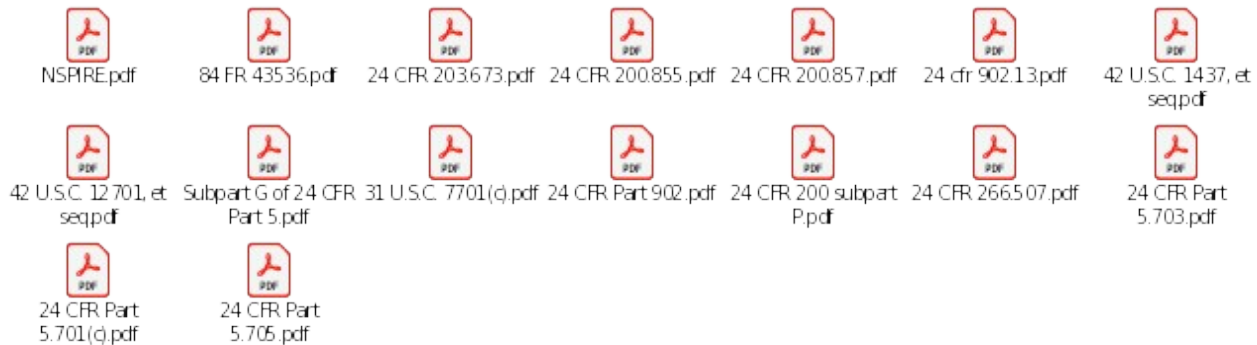 PDF PDF PDF PDF PDF PDF PDF
NSPIRE.pdf 84 FR 43536.pdf 24 CFR 203.673.pdf 24 CFR 200.855.pdf 24 CFR 200.857.pdf 24 cfr 902.13.pdf 42 U.S.C. 1437, et
seq.pdf
PDF PDF PDF PDF PDF PDF PDF
42 U.S.C. 12701, et Subpart G of 24 CFR 31 U.S.C. 7701(c).pdf 24 CFR Part 902.pdf 24 CFR 200 subpart 24 CFR 266.507.pdf 24 CFR Part
seq.pdf Part 5.pdf P.pdf 5.703.pdf
PDF PDF
24 CFR Part 24 CFR Part
5.701(c).pdf 5.705.pdf